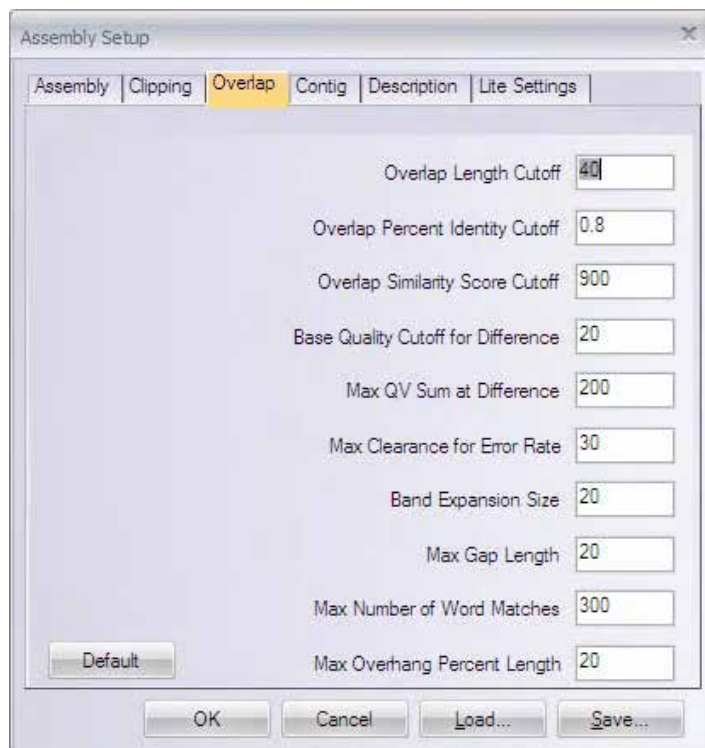 Assembly Setup
Assembly Clipping Overlap Contig Description Lite Settings
Overlap Length Cutoff 40
Overlap Percent Identity Cutoff 0.8
Overlap Similarity Score Cutoff 900
Base Quality Cutoff for Difference 20
Max QV Sum at Difference 200
Max Clearance for Error Rate 30
Band Expansion Size 20
Max Gap Length 20
Max Number of Word Matches 300
Default Max Overhang Percent Length 20
OK Cancel Load... Save...